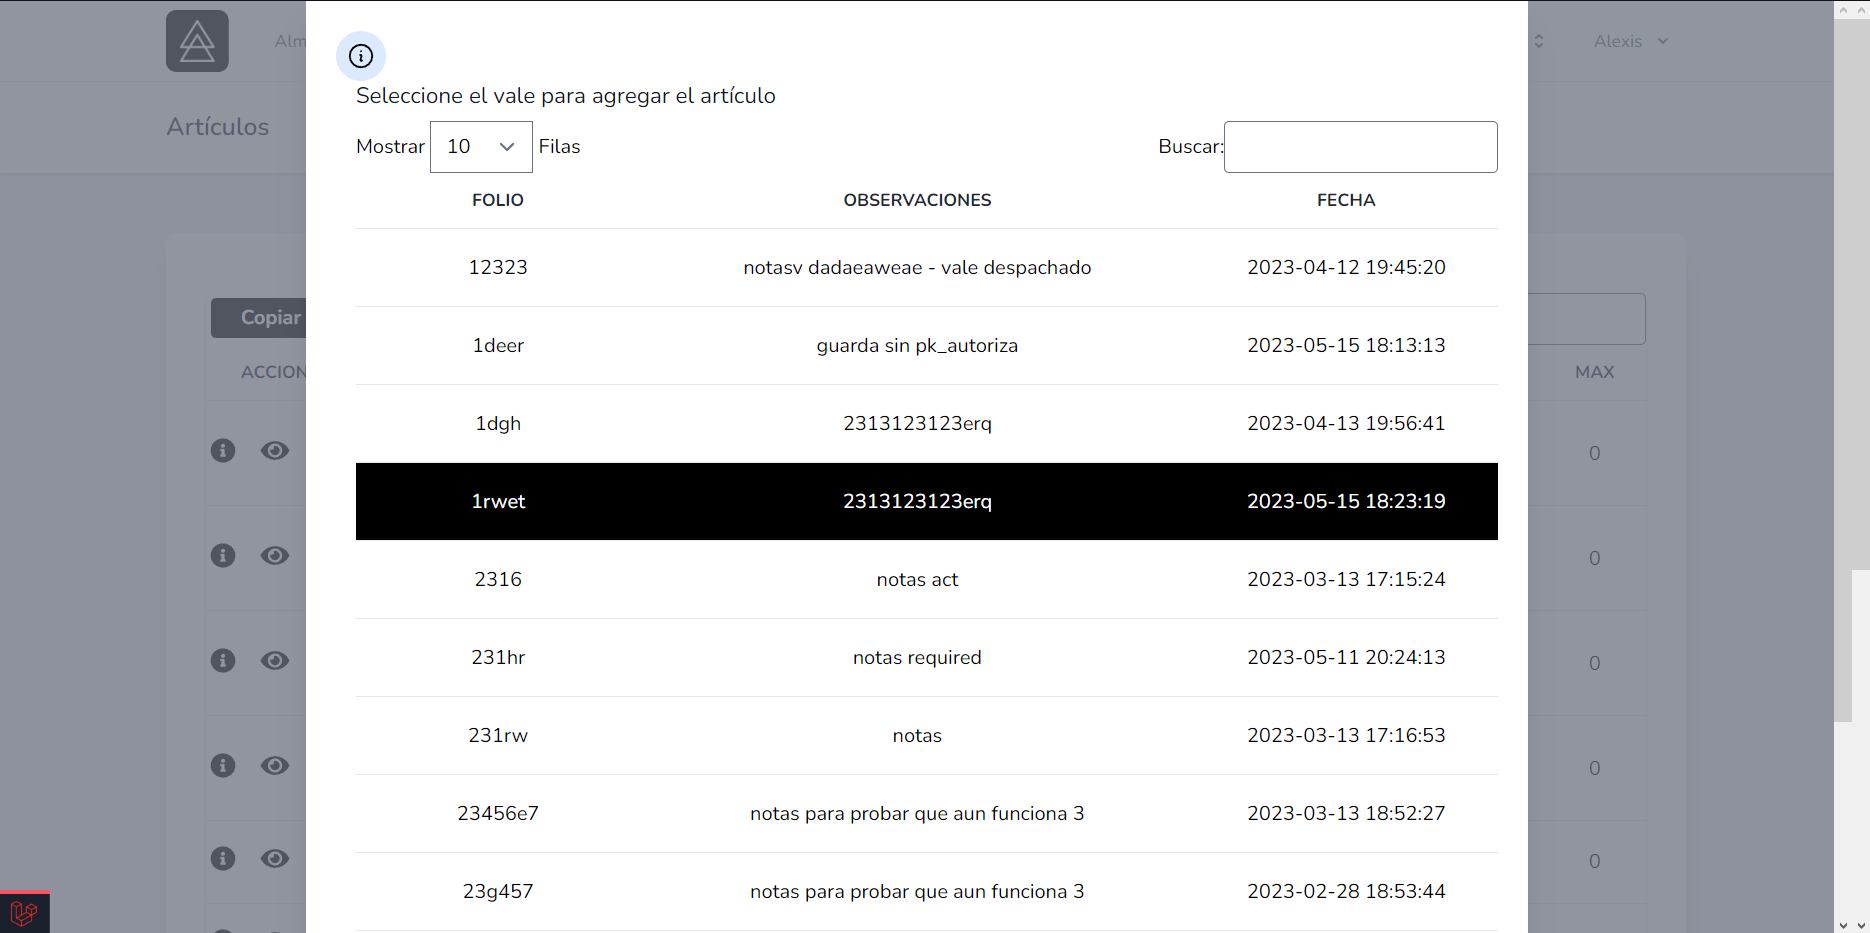 Alm
Alexis
Seleccione el vale para agregar el artículo
Artículos
Mostrar 10 Filas Buscar:
FOLIO OBSERVACIONES FECHA
12323 notasv dadaeaweae - vale despachado 2023-04-12 19:45:20
Copiar
1deer guarda sin pk_autoriza 2023-05-15 18:13:13
ACCION MAX
1dgh 2313123123erq 2023-04-13 19:56:41
0
1rwet 2313123123erq 2023-05-15 18:23:19
0
2316 notas act 2023-03-13 17:15:24
231hr notas required 2023-05-11 20:24:13
0
231rw notas 2023-03-13 17:16:53
0
23456e7 notas para probar que aun funciona 3 2023-03-13 18:52:27
0
23g457 notas para probar que aun funciona 3 2023-02-28 18:53:44